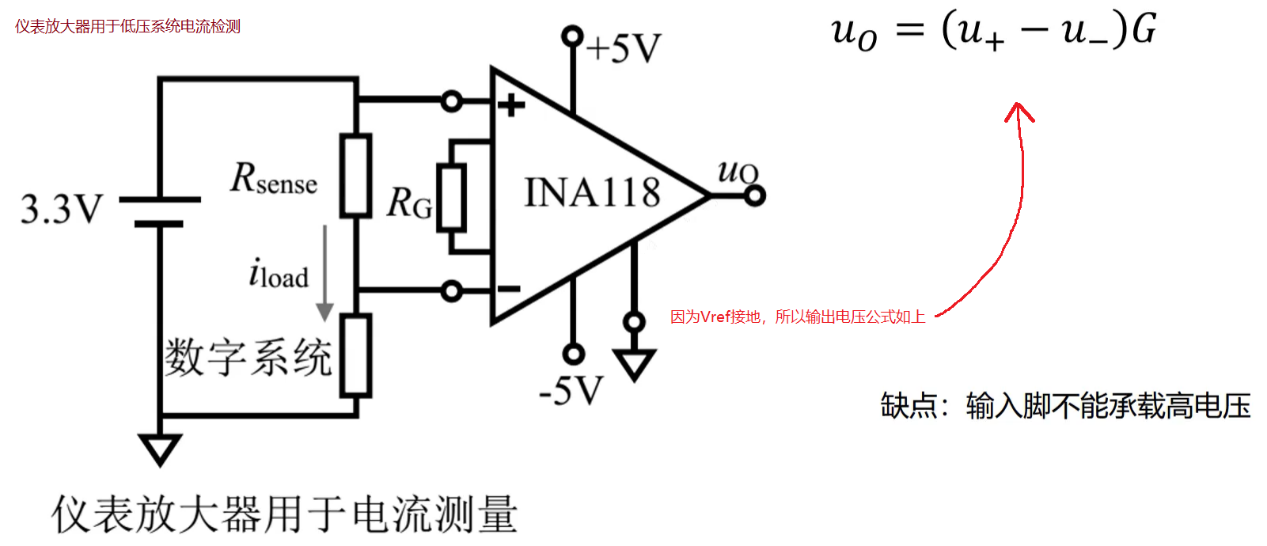 仪表放大器用于低压系统电流检测
u_O = (u_+ − u_−)G
+5V
+
R_sense
R_G
INA118
u_O
3.3V
i_load
−
因为Vref接地，所以输出电压公式如上
数字系统
-5V
缺点：输入脚不能承载高电压
仪表放大器用于电流测量